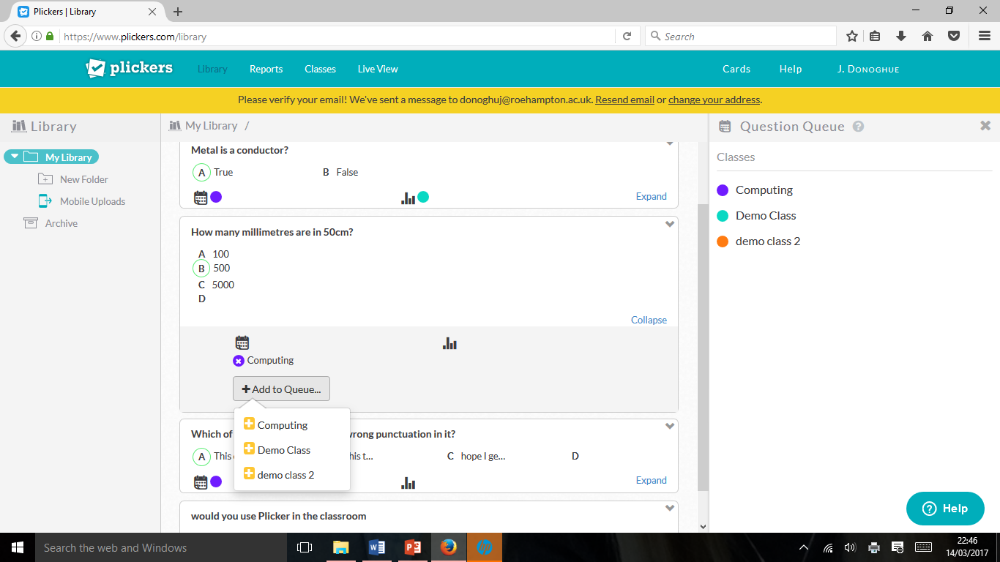 Plickers | Library
https://www.plickers.com/library
Search
plickers Library Reports Classes Live View Cards Help J. DONOGHUE
Please verify your email! We've sent a message to donoghuj@roehampton.ac.uk. Resend email or change your address.
Library
My Library
New Folder
Mobile Uploads
Archive
My Library /
Metal is a conductor?
A True B False
Expand
How many millimetres are in 50cm?
A 100
B 500
C 5000
D
Collapse
Computing
Add to Queue...
Computing
Demo Class
demo class 2
Which of wrong punctuation in it?
A This his t... C hope I ge... D
Expand
would you use Plicker in the classroom
Question Queue ?
Classes
Computing
Demo Class
demo class 2
? Help
Search the web and Windows
22:46
14/03/2017